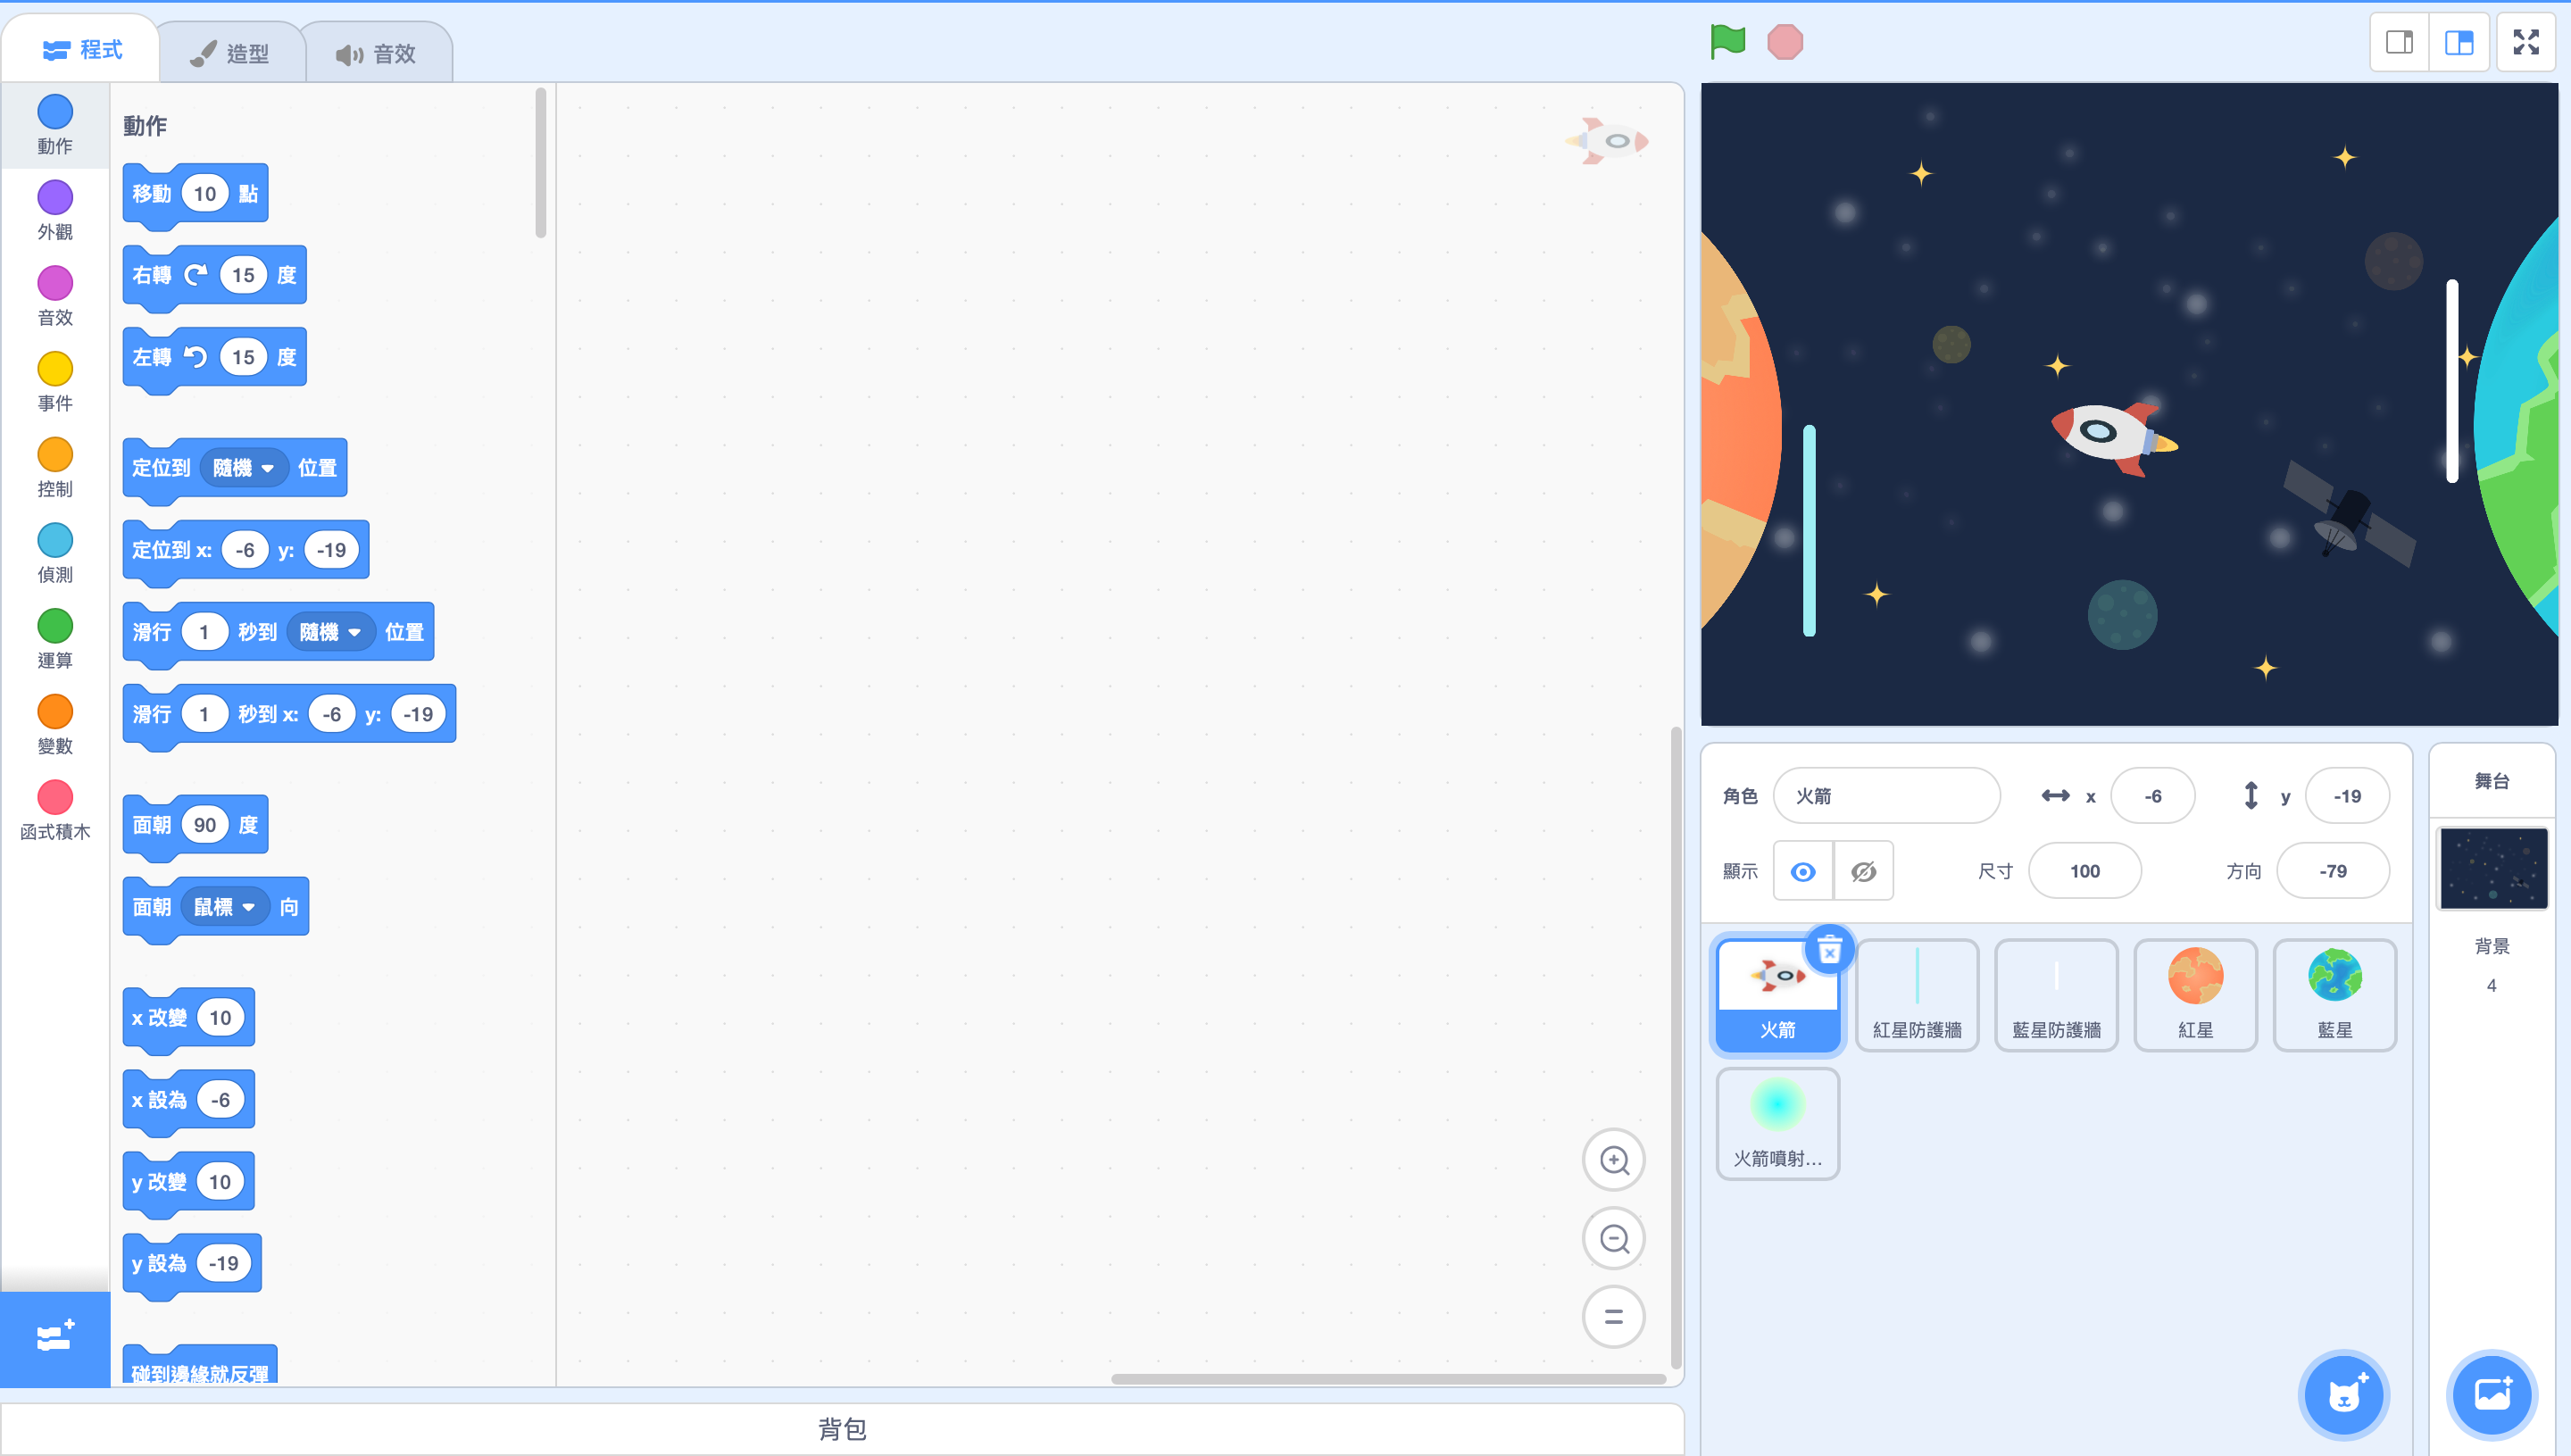 程式
造型
音效
動作
外觀
音效
事件
控制
偵測
運算
變數
函式積木
動作
移動 10 點
右轉 15 度
左轉 15 度
定位到 隨機 位置
定位到 x: -6 y: -19
滑行 1 秒到 隨機 位置
滑行 1 秒到 x: -6 y: -19
面朝 90 度
面朝 鼠標 向
x 改變 10
x 設為 -6
y 改變 10
y 設為 -19
碰到邊緣就反彈
背包
角色 火箭 x -6 y -19
顯示 尺寸 100 方向 -79
火箭
紅星防護牆
藍星防護牆
紅星
藍星
火箭噴射...
舞台
背景
4